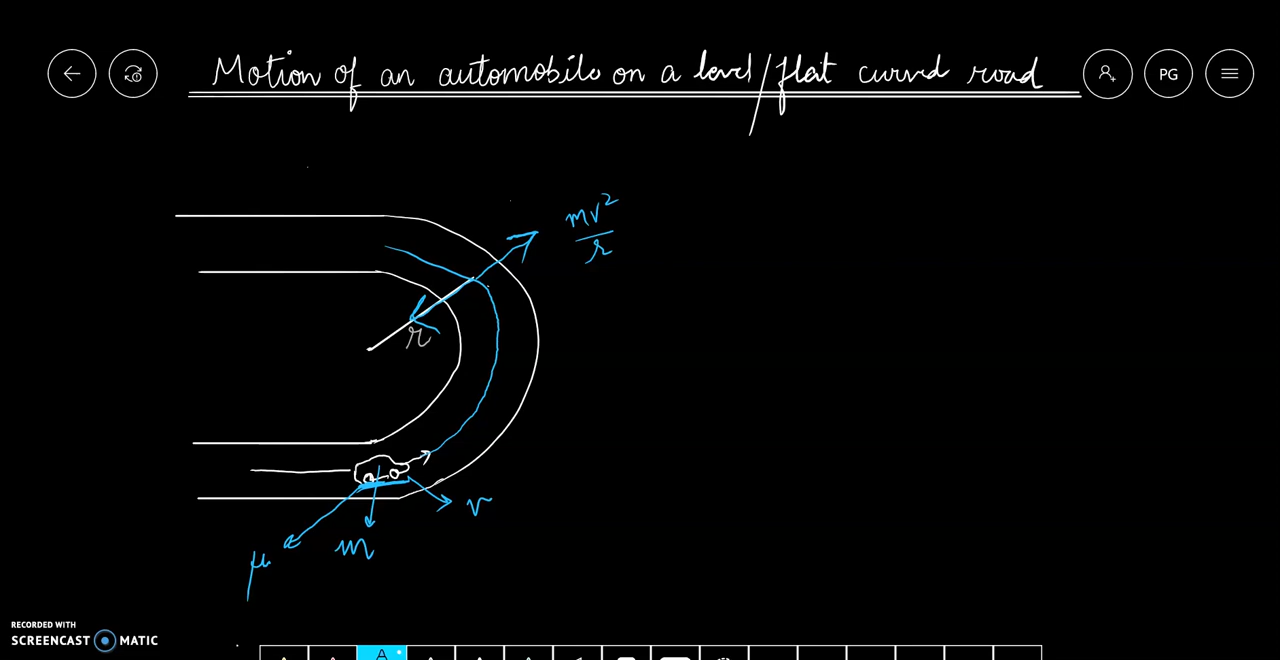 Motion of an automobile on a level/flat curved road
PG
mv²/r
r
v
m
μ
RECORDED WITH
SCREENCAST MATIC
A